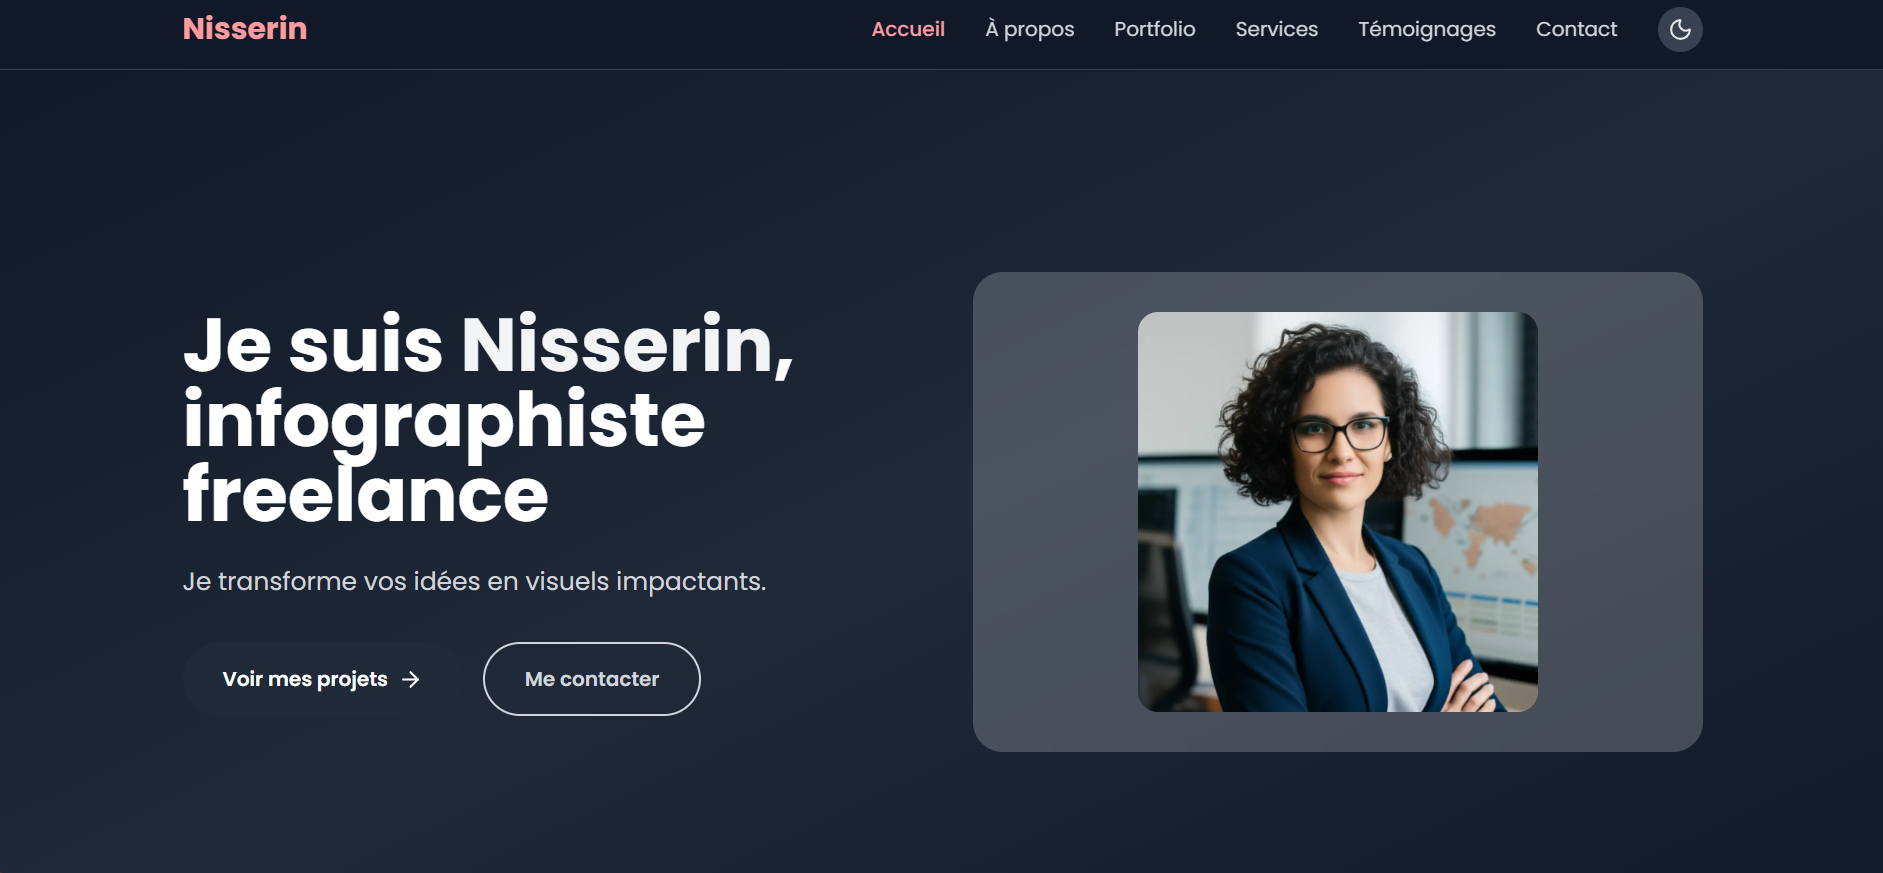 Nisserin
Accueil
À propos
Portfolio
Services
Témoignages
Contact
Je suis Nisserin,
infographiste
freelance
Je transforme vos idées en visuels impactants.
Voir mes projets →
Me contacter